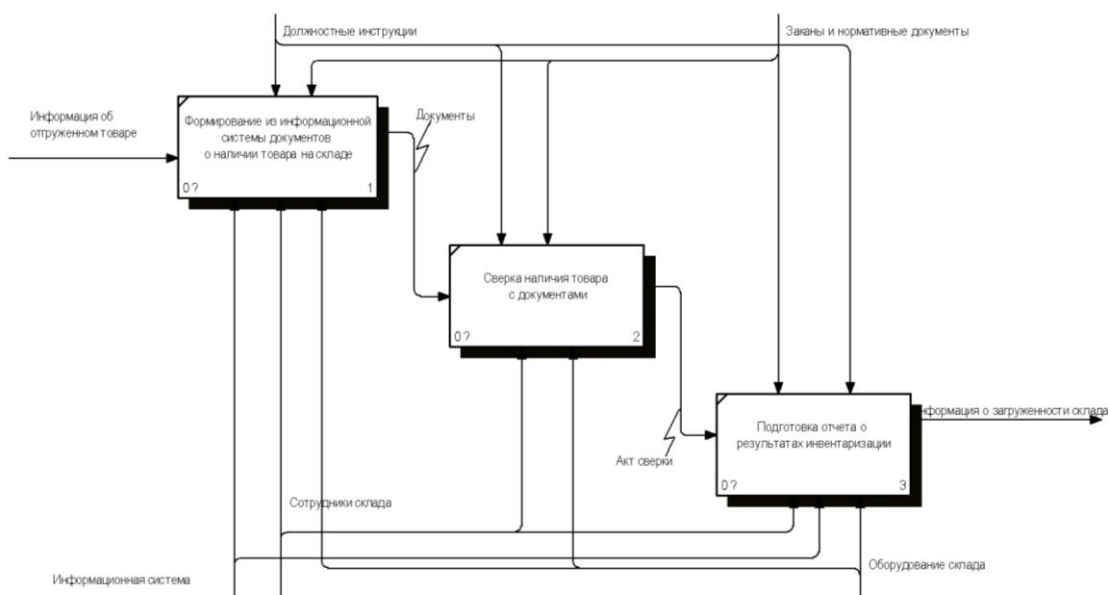 Должностные инструкции
Заканы и нормативные документы
Информация об
отгруженном товаре
Формирование из информационной
системы документов
о наличии товара на складе
0?
1
Документы
Сверка наличия товара
с документами
0?
2
Подготовка отчета о
результатах инвентаризации
0?
3
нформация о загруженности склада
Акт сверки
Сотрудники склада
Оборудование склада
Информационная система